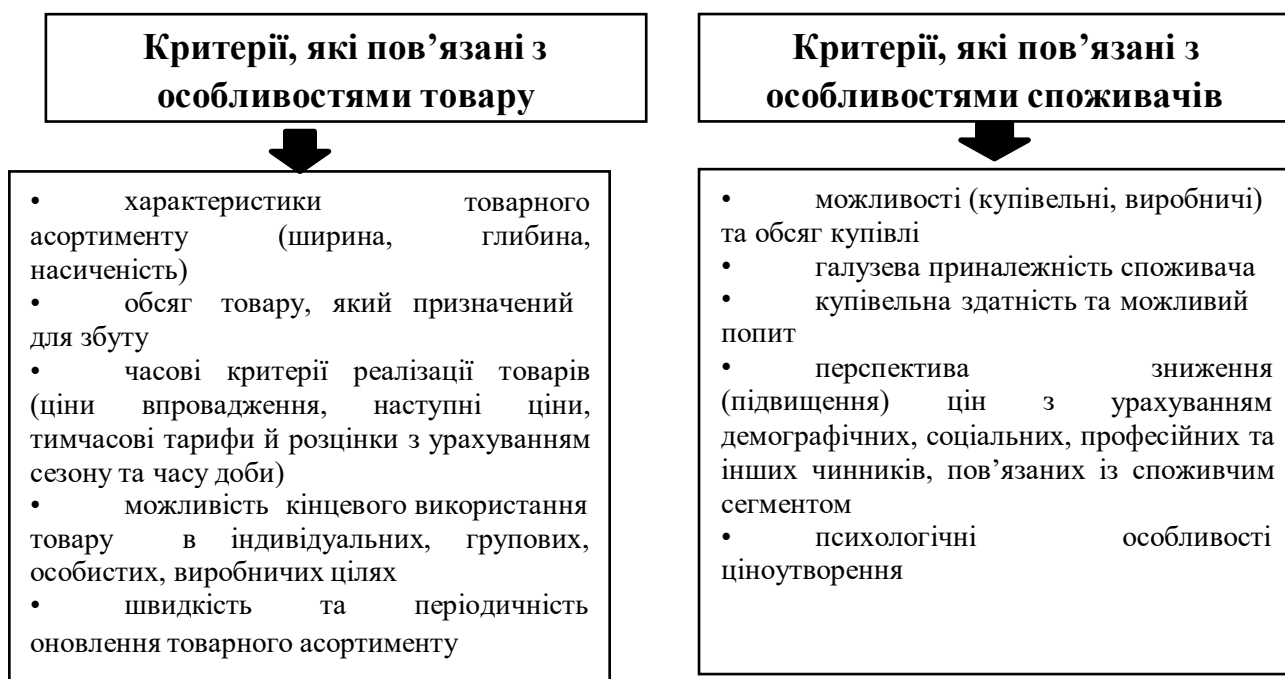 Критерії, які пов’язані з
особливостями товару
• характеристики товарного
асортименту (ширина, глибина,
насиченість)
• обсяг товару, який призначений
для збуту
• часові критерії реалізації товарів
(ціни впровадження, наступні ціни,
тимчасові тарифи й розцінки з урахуванням
сезону та часу доби)
• можливість кінцевого використання
товару в індивідуальних, групових,
особистих, виробничих цілях
• швидкість та періодичність
оновлення товарного асортименту
Критерії, які пов’язані з
особливостями споживачів
• можливості (купівельні, виробничі)
та обсяг купівлі
• галузева приналежність споживача
• купівельна здатність та можливий
попит
• перспектива зниження
(підвищення) цін з урахуванням
демографічних, соціальних, професійних та
інших чинників, пов’язаних із споживчим
сегментом
• психологічні особливості
ціноутворення